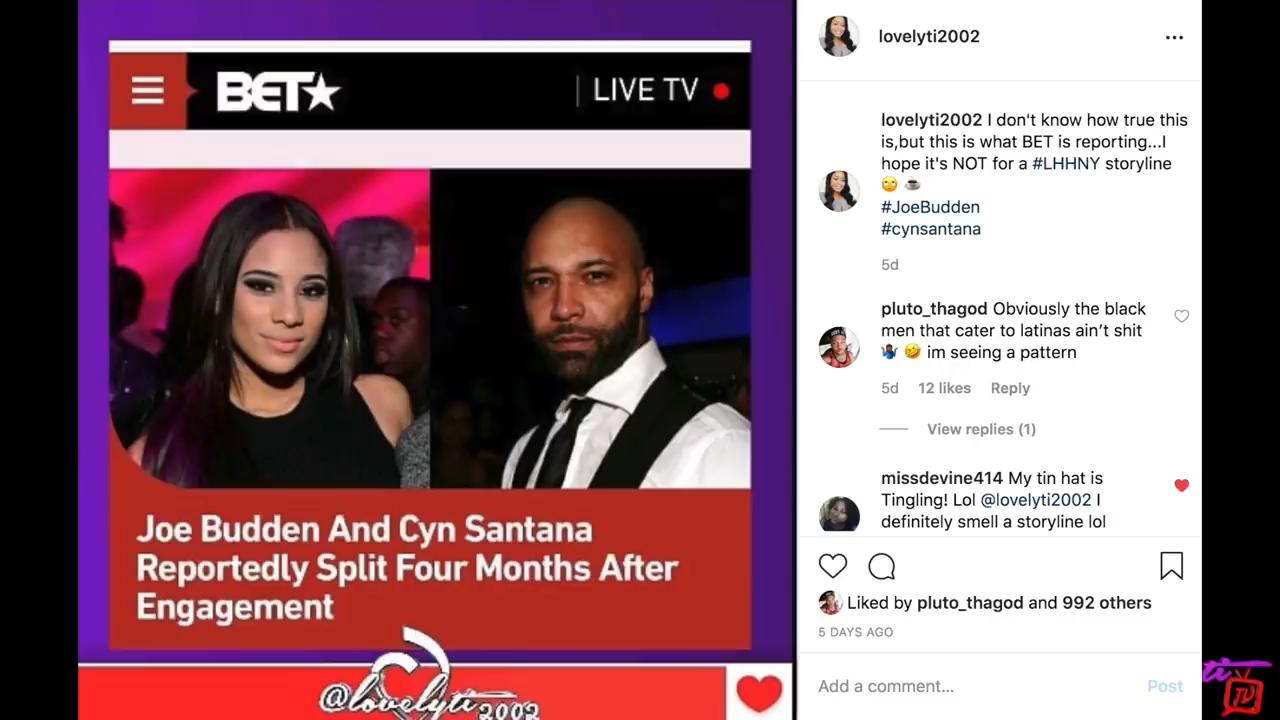 BET
LIVE TV
Joe Budden And Cyn Santana
Reportedly Split Four Months After
Engagement
@lovelyti2002
lovelyti2002
lovelyti2002 I don't know how true this
is,but this is what BET is reporting...I
hope it's NOT for a #LHHNY storyline
🙄 ☕
#JoeBudden
#cynsantana
5d
pluto_thagod Obviously the black
men that cater to latinas ain’t shit
🤷🏾‍♂️ 🤣 im seeing a pattern
5d 12 likes Reply
View replies (1)
missdevine414 My tin hat is
Tingling! Lol @lovelyti2002 I
definitely smell a storyline lol
Liked by pluto_thagod and 992 others
5 DAYS AGO
Add a comment...
Post
ti
TV